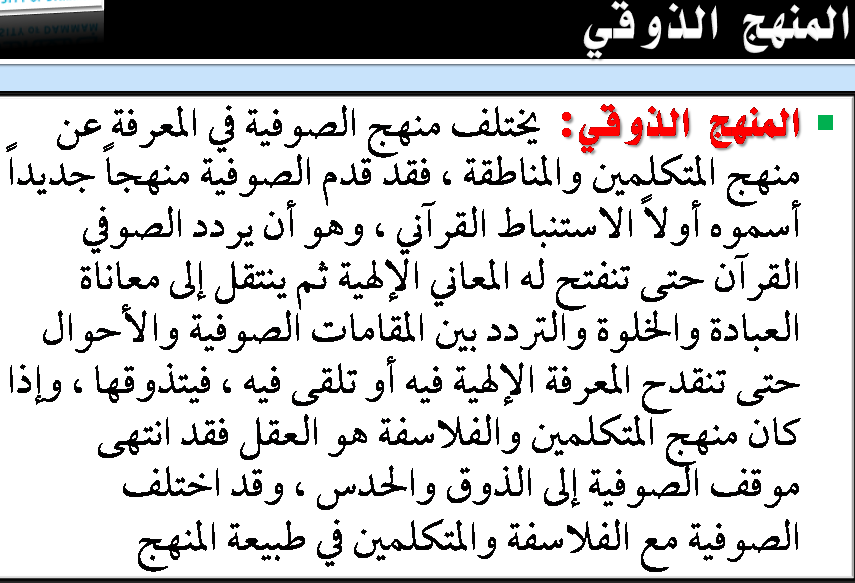 المنهج الذوقي
المنهج الذوقي: يختلف منهج الصوفية في المعرفة عن
منهج المتكلمين والمناطقة ، فقد قدم الصوفية منهجاً جديداً
أسموه أولاً الاستنباط القرآني ، وهو أن يردد الصوفي
القرآن حتى تنفتح له المعاني الإلهية ثم ينتقل إلى معاناة
العبادة والخلوة والتردد بين المقامات الصوفية والأحوال
حتى تنقدح المعرفة الإلهية فيه أو تلقى فيه ، فيتذوقها ، وإذا
كان منهج المتكلمين والفلاسفة هو العقل فقد انتهى
موقف الصوفية إلى الذوق والحدس ، وقد اختلف
الصوفية مع الفلاسفة والمتكلمين في طبيعة المنهج